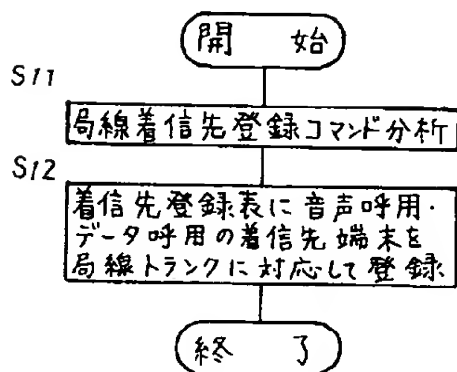 開 始
S11
局線着信先登録コマンド分析
S12
着信先登録表に音声呼用・
データ呼用の着信先端末を
局線トランクに対応して登録
終 了